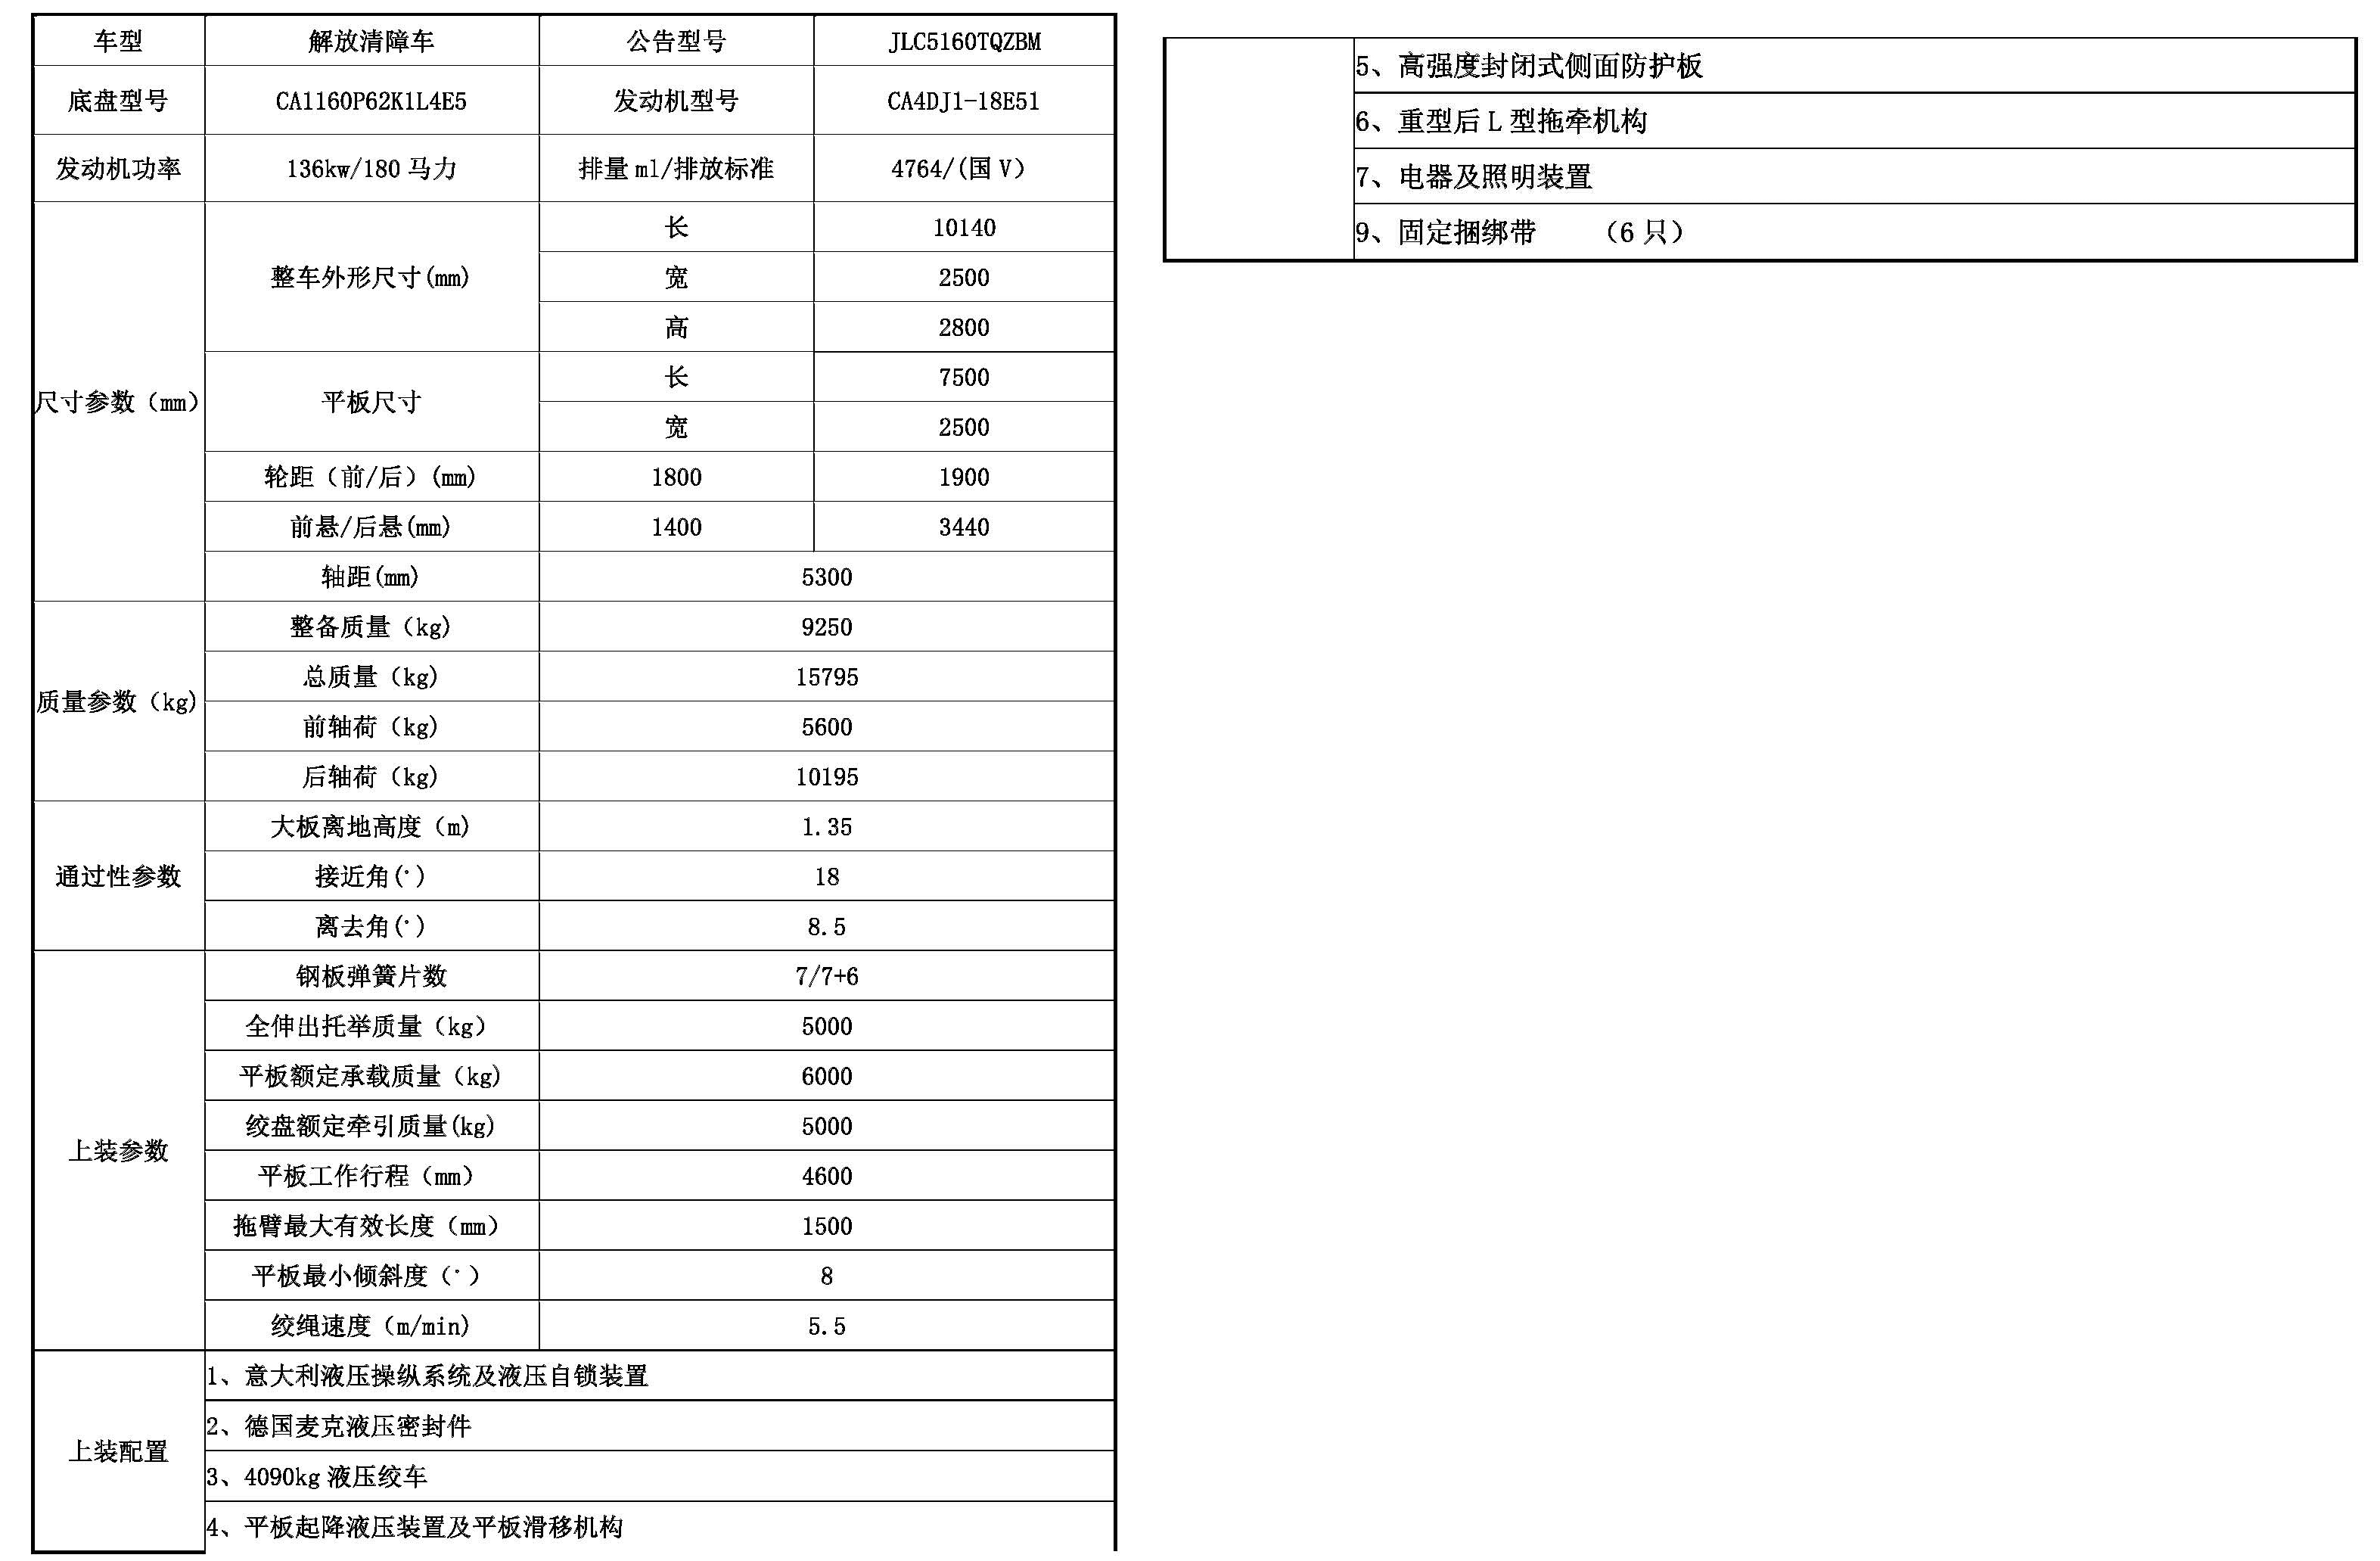 车型 解放清障车 公告型号 JLC5160TQZBM
底盘型号 CA1160P62K1L4E5 发动机型号 CA4DJ1-18E51
发动机功率 136kw/180马力 排量ml/排放标准 4764/(国V)
尺寸参数（mm） 整车外形尺寸(mm) 长 10140
宽 2500
高 2800
平板尺寸 长 7500
宽 2500
轮距（前/后）(mm) 1800 1900
前悬/后悬(mm) 1400 3440
轴距(mm) 5300
质量参数（kg） 整备质量（kg) 9250
总质量（kg) 15795
前轴荷（kg) 5600
后轴荷（kg) 10195
通过性参数 大板离地高度（m) 1.35
接近角(°) 18
离去角(°) 8.5
上装参数 钢板弹簧片数 7/7+6
全伸出托举质量（kg） 5000
平板额定承载质量（kg) 6000
绞盘额定牵引质量(kg) 5000
平板工作行程（mm） 4600
拖臂最大有效长度（mm） 1500
平板最小倾斜度（°） 8
绞绳速度（m/min) 5.5
上装配置 1、意大利液压操纵系统及液压自锁装置
2、德国麦克液压密封件
3、4090kg液压绞车
4、平板起降液压装置及平板滑移机构
5、高强度封闭式侧面防护板
6、重型后L型拖牵机构
7、电器及照明装置
9、固定捆绑带 （6只）